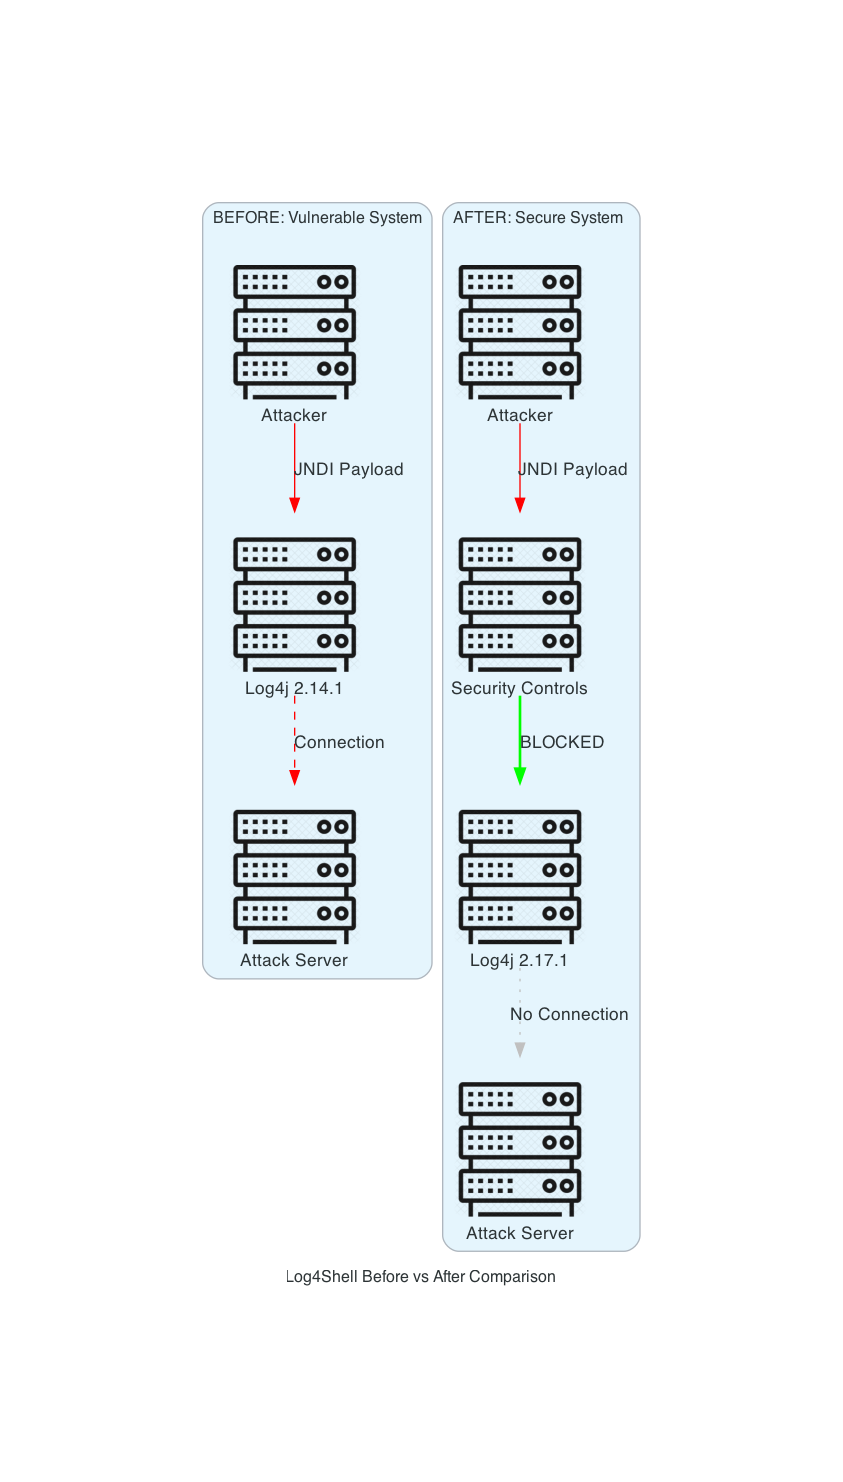 BEFORE: Vulnerable System
Attacker
JNDI Payload
Log4j 2.14.1
Connection
Attack Server
AFTER: Secure System
Attacker
JNDI Payload
Security Controls
BLOCKED
Log4j 2.17.1
No Connection
Attack Server
Log4Shell Before vs After Comparison